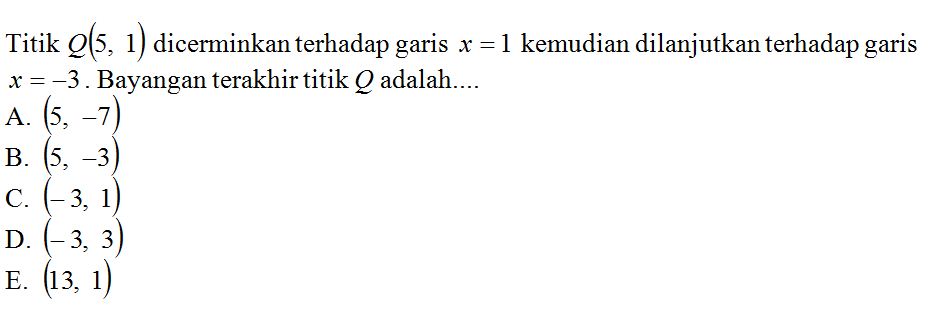 Titik Q(5, 1) dicerminkan terhadap garis x = 1 kemudian dilanjutkan terhadap garis
x = −3. Bayangan terakhir titik Q adalah....
A. (5, −7)
B. (5, −3)
C. (−3, 1)
D. (−3, 3)
E. (13, 1)